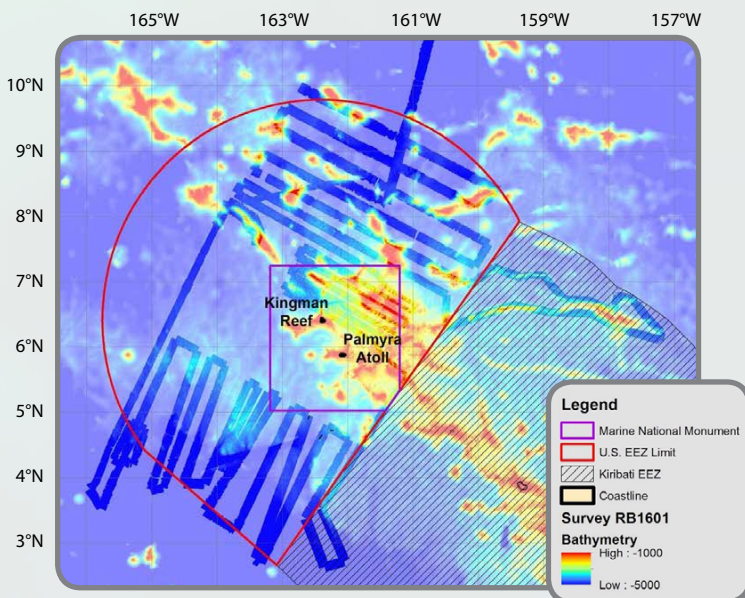 165°W 163°W 161°W 159°W 157°W
10°N
9°N
8°N
7°N
6°N
5°N
4°N
3°N
Kingman
Reef
Palmyra
Atoll
Legend
Marine National Monument
U.S. EEZ Limit
Kiribati EEZ
Coastline
Survey RB1601
Bathymetry
High : -1000
Low : -5000